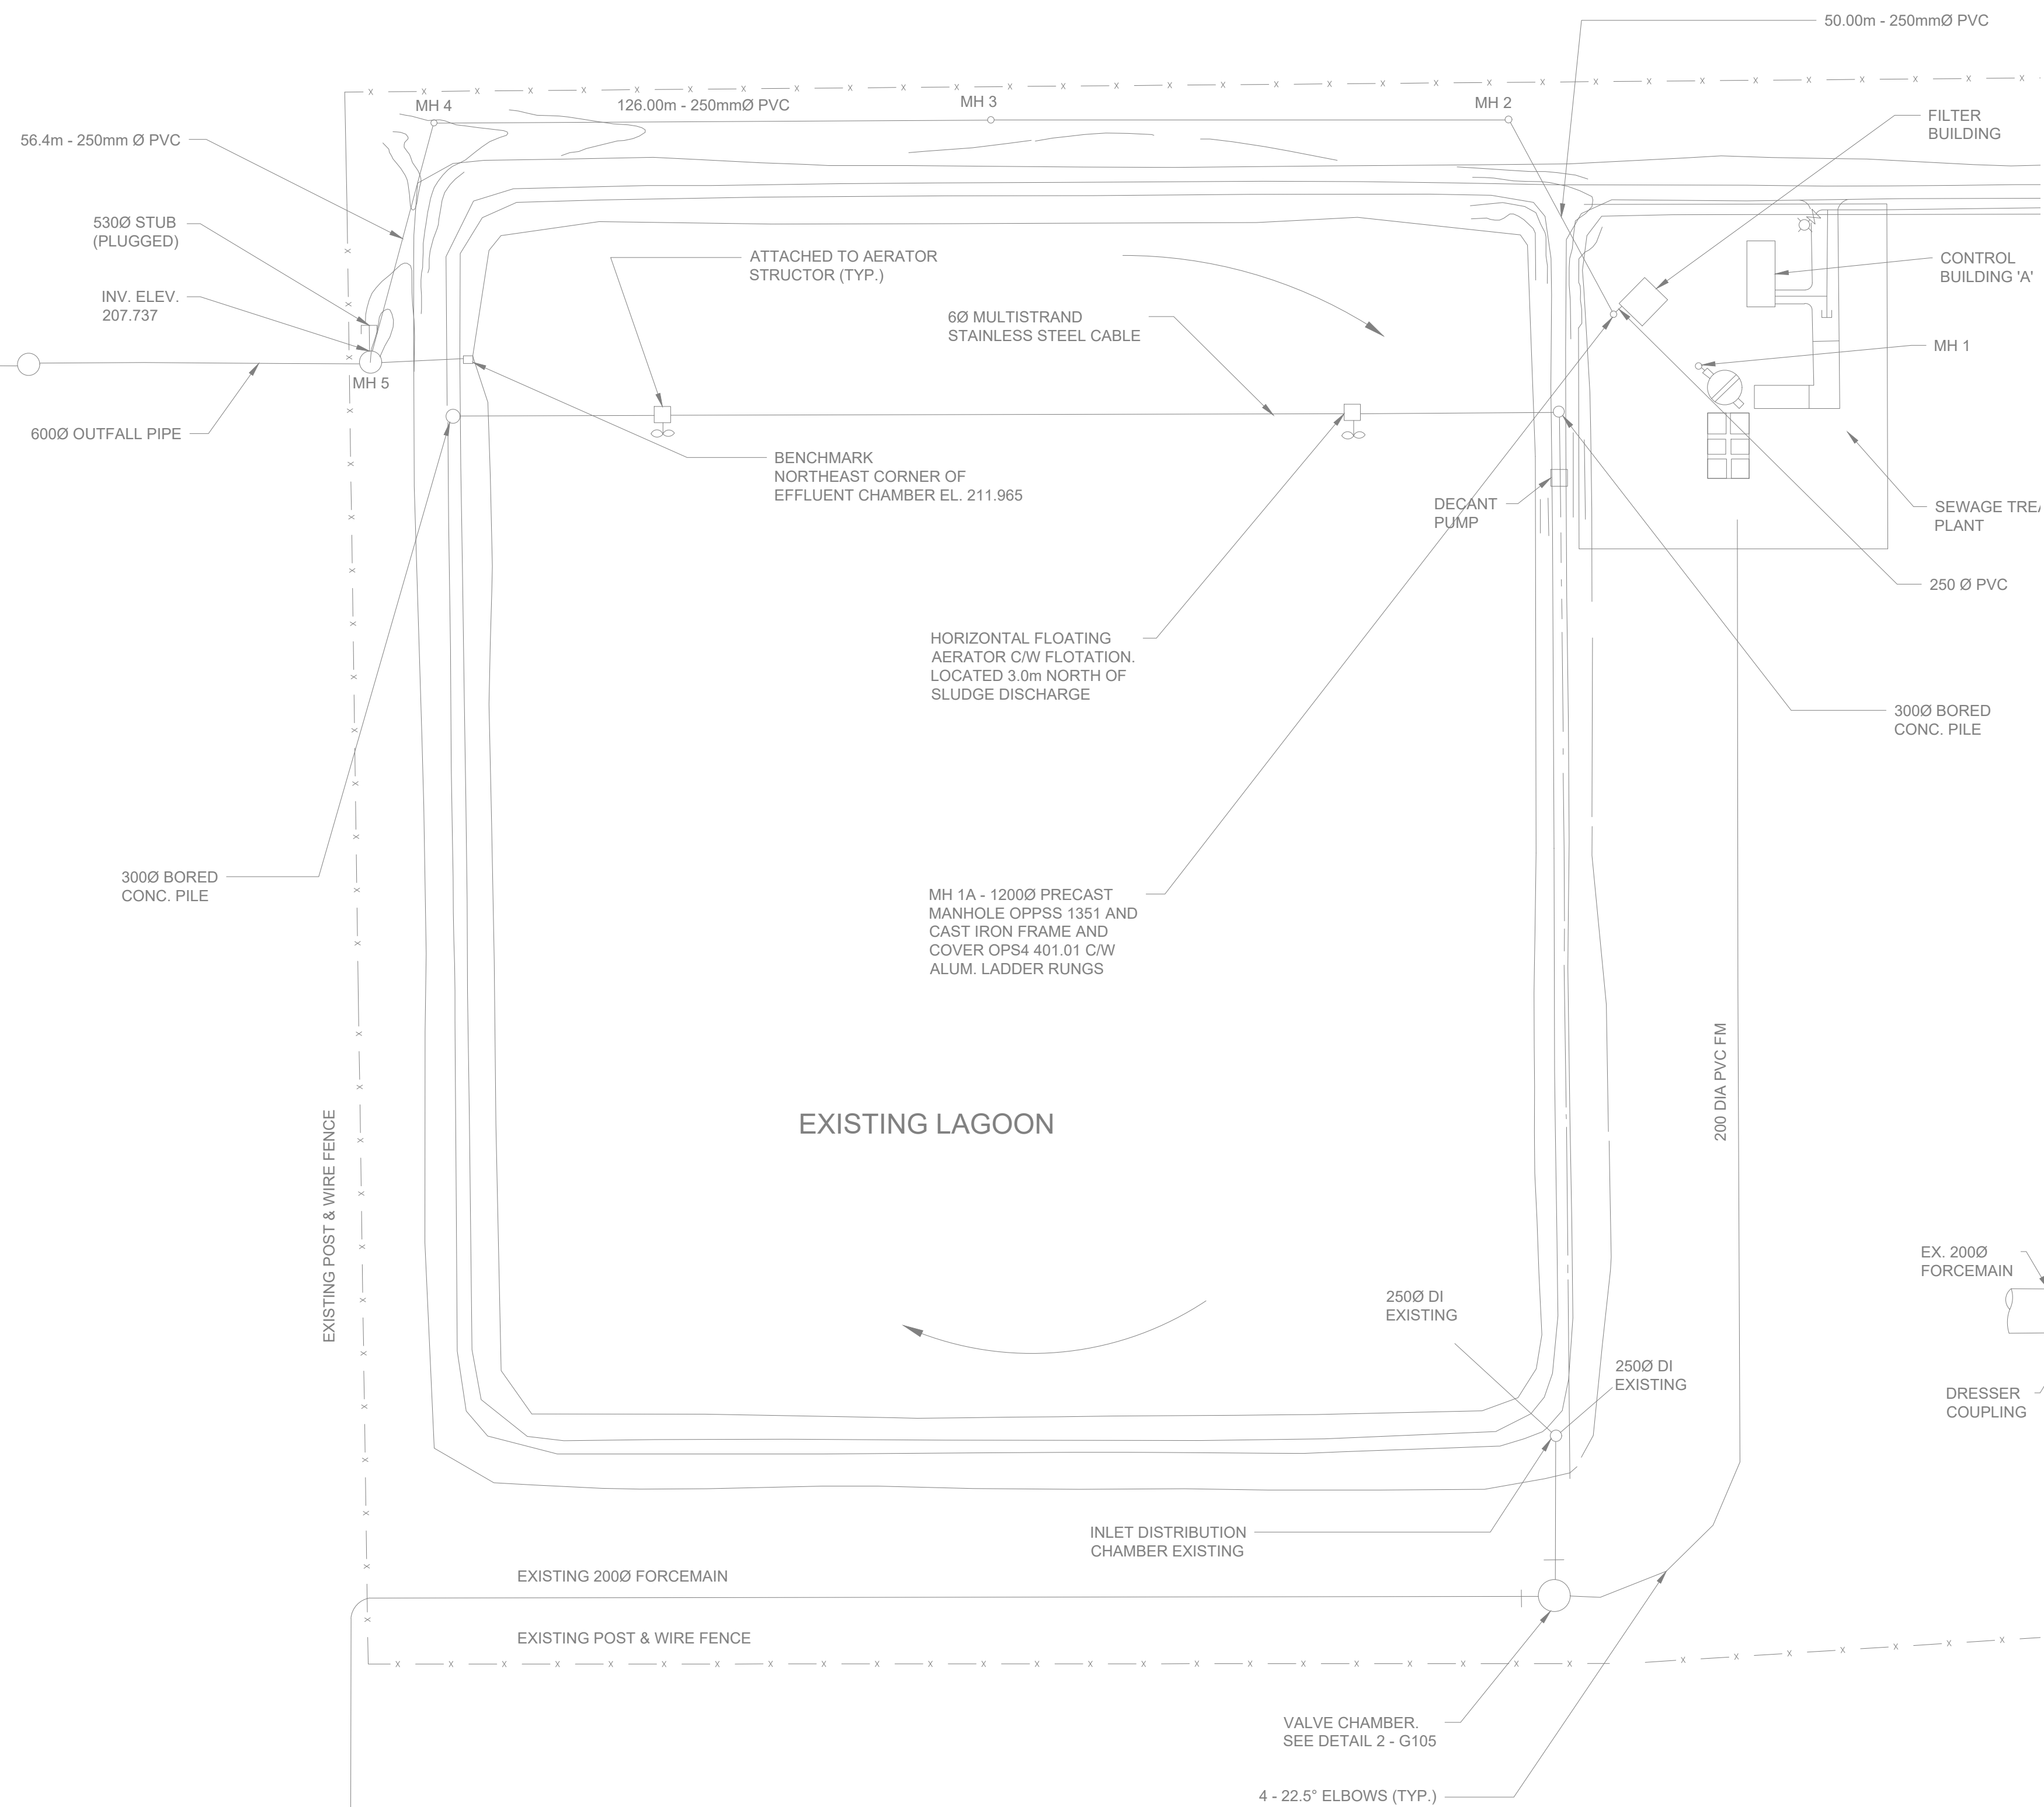 50.00m - 250mmØ PVC
MH 4
126.00m - 250mmØ PVC
MH 3
MH 2
FILTER
BUILDING
56.4m - 250mm Ø PVC
530Ø STUB
(PLUGGED)
ATTACHED TO AERATOR
STRUCTOR (TYP.)
CONTROL
BUILDING 'A'
INV. ELEV.
207.737
6Ø MULTISTRAND
STAINLESS STEEL CABLE
MH 1
MH 5
600Ø OUTFALL PIPE
BENCHMARK
NORTHEAST CORNER OF
EFFLUENT CHAMBER EL. 211.965
DECANT
PUMP
SEWAGE TREA
PLANT
250 Ø PVC
HORIZONTAL FLOATING
AERATOR C/W FLOTATION.
LOCATED 3.0m NORTH OF
SLUDGE DISCHARGE
300Ø BORED
CONC. PILE
300Ø BORED
CONC. PILE
MH 1A - 1200Ø PRECAST
MANHOLE OPPSS 1351 AND
CAST IRON FRAME AND
COVER OPS4 401.01 C/W
ALUM. LADDER RUNGS
200 DIA PVC FM
EXISTING LAGOON
EXISTING POST & WIRE FENCE
EX. 200Ø
FORCEMAIN
250Ø DI
EXISTING
250Ø DI
EXISTING
DRESSER
COUPLING
INLET DISTRIBUTION
CHAMBER EXISTING
EXISTING 200Ø FORCEMAIN
EXISTING POST & WIRE FENCE
VALVE CHAMBER.
SEE DETAIL 2 - G105
4 - 22.5° ELBOWS (TYP.)